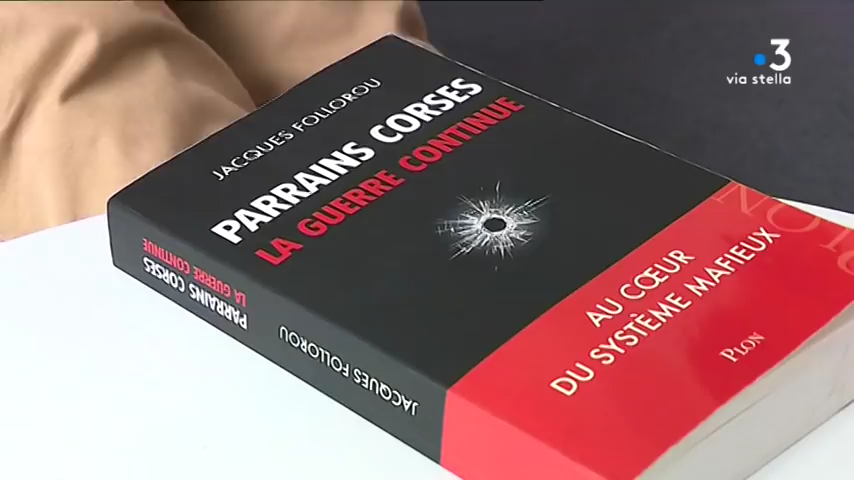 3
via stella
JACQUES FOLLOROU
PARRAINS CORSES
LA GUERRE CONTINUE
AU CŒUR
DU SYSTÈME MAFIEUX
PLON
PARRAINS CORSES
LA GUERRE CONTINUE
JACQUES FOLLOROU